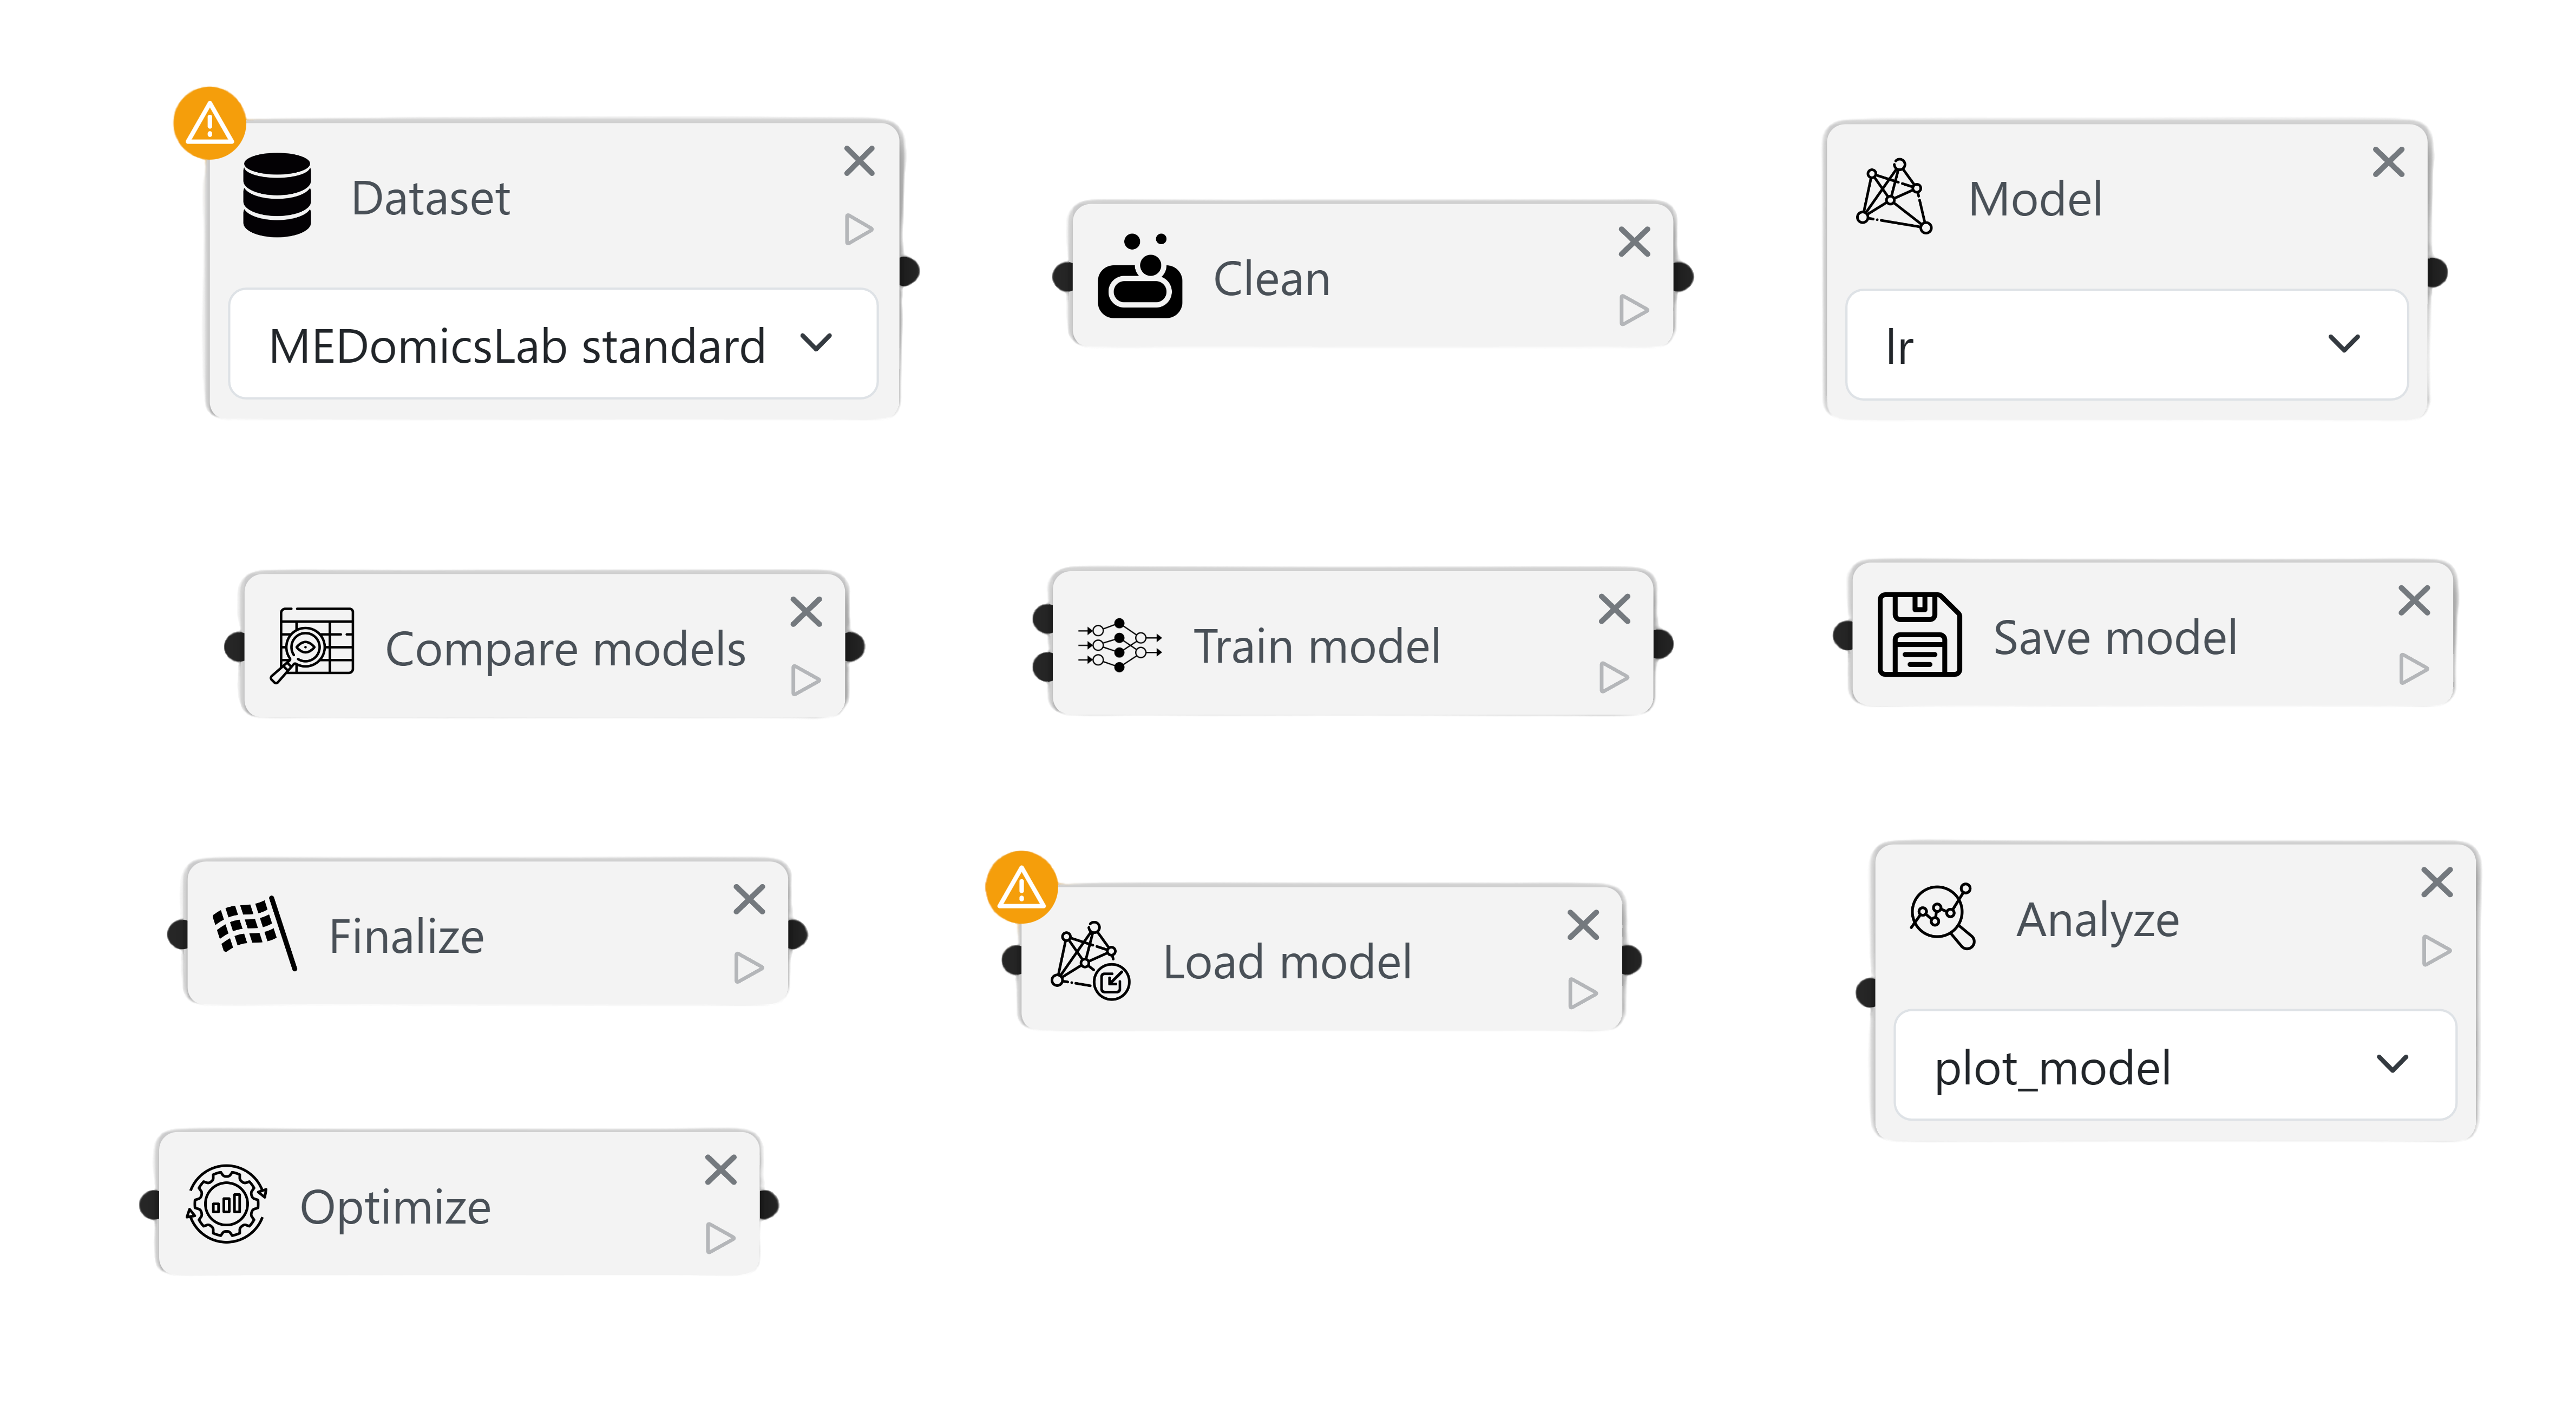 Dataset
MEDomicsLab standard
Clean
Model
lr
Compare models
Train model
Save model
Finalize
Load model
Analyze
plot_model
Optimize